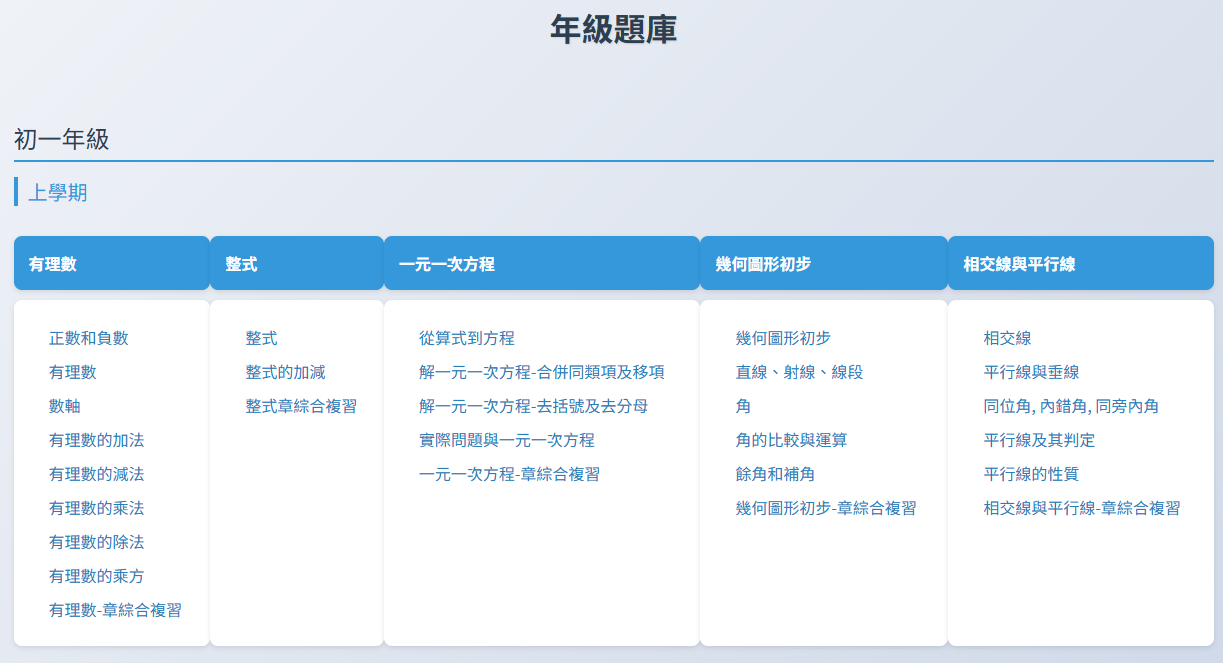 年級題庫
初一年級
上學期
有理數
整式
一元一次方程
幾何圖形初步
相交線與平行線
正數和負數
有理數
數軸
有理數的加法
有理數的減法
有理數的乘法
有理數的除法
有理數的乘方
有理數-章綜合複習
整式
整式的加減
整式章綜合複習
從算式到方程
解一元一次方程-合併同類項及移項
解一元一次方程-去括號及去分母
實際問題與一元一次方程
一元一次方程-章綜合複習
幾何圖形初步
直線、射線、線段
角
角的比較與運算
餘角和補角
幾何圖形初步-章綜合複習
相交線
平行線與垂線
同位角, 內錯角, 同旁內角
平行線及其判定
平行線的性質
相交線與平行線-章綜合複習